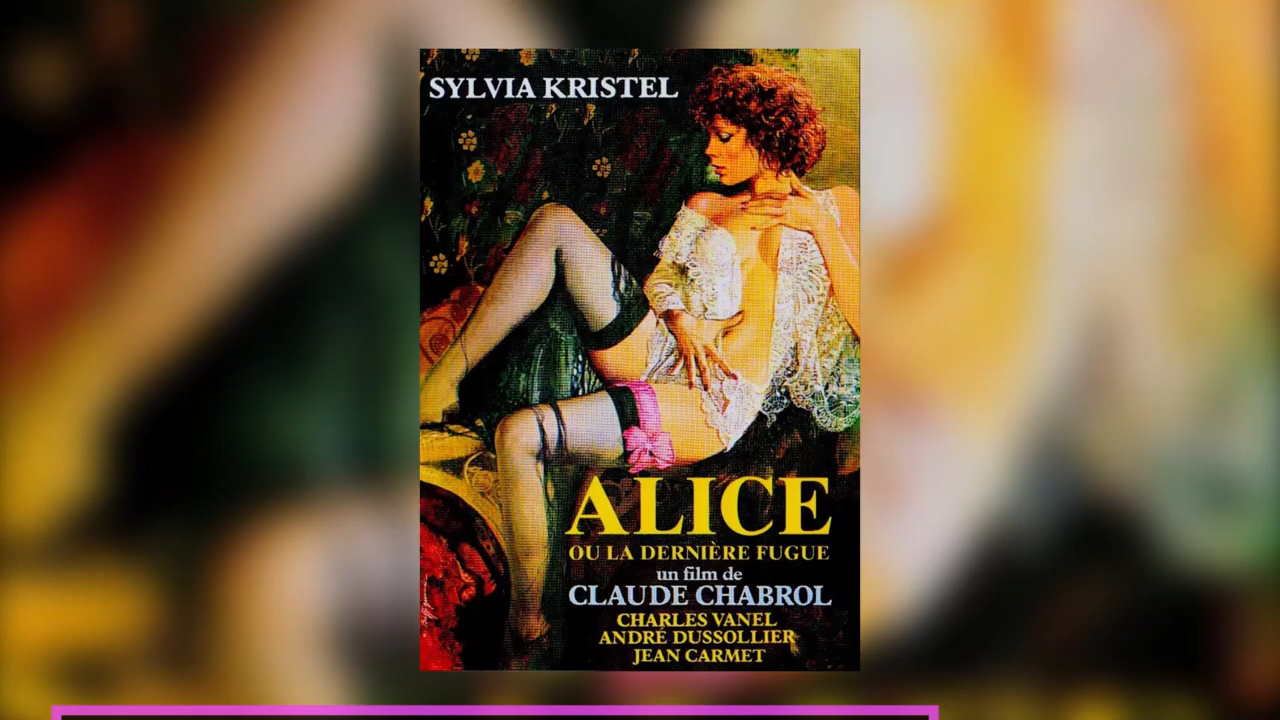 SYLVIA KRISTEL
ALICE
OU LA DERNIÈRE FUGUE
un film de
CLAUDE CHABROL
CHARLES VANEL
ANDRÉ DUSSOLLIER
JEAN CARMET